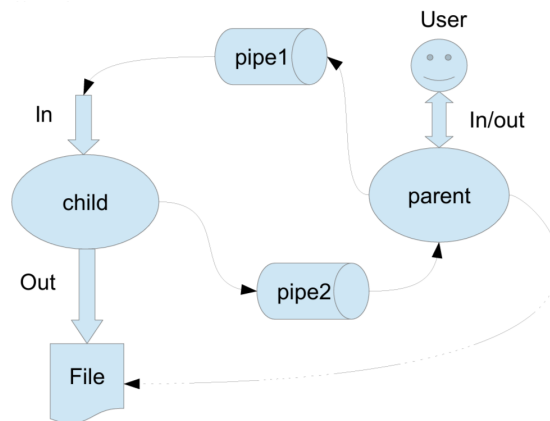 User
pipe1
In
In/out
child
parent
Out
pipe2
File